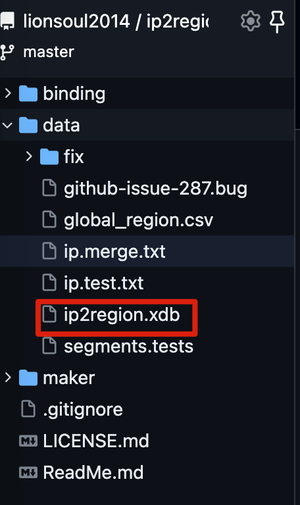 lionsoul2014 / ip2regi
master
binding
data
fix
github-issue-287.bug
global_region.csv
ip.merge.txt
ip.test.txt
ip2region.xdb
segments.tests
maker
.gitignore
LICENSE.md
ReadMe.md